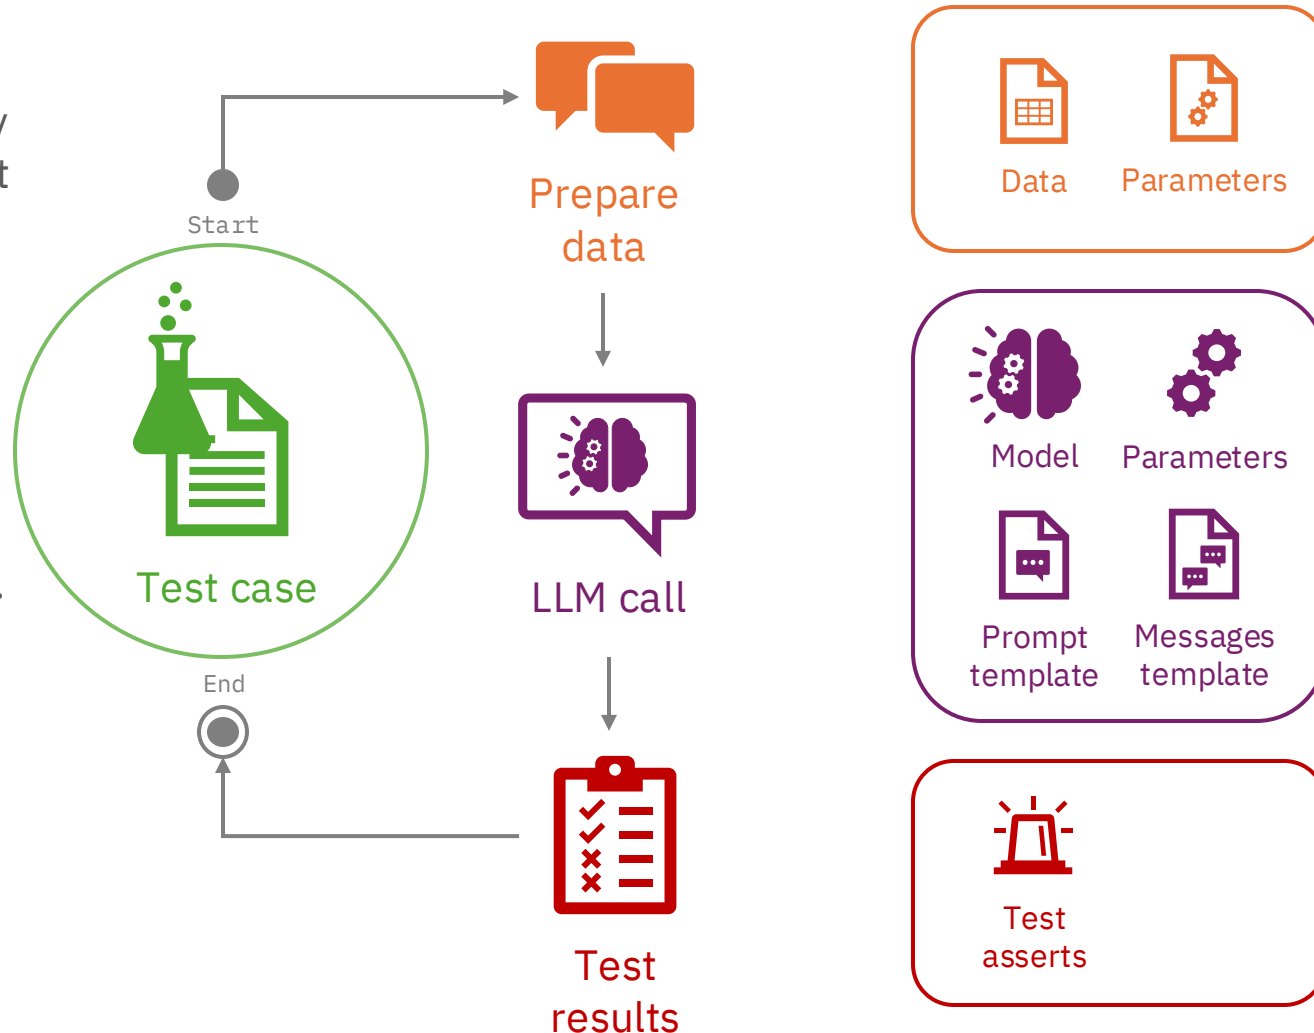 Start
Prepare
data
Data
Parameters
Test case
LLM call
Model
Parameters
Prompt
template
Messages
template
End
Test
results
Test
asserts